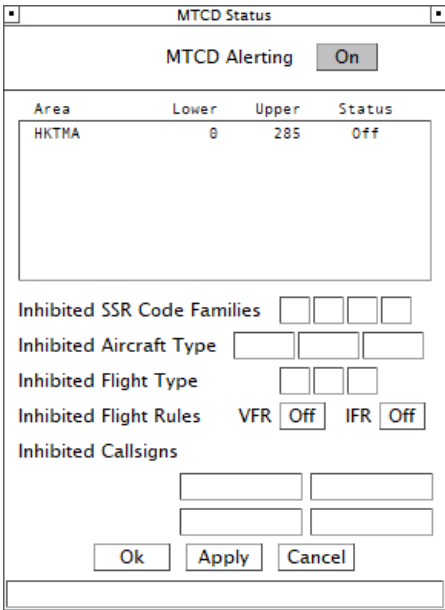 MTCD Status
MTCD Alerting On
Area Lower Upper Status
HKTMA 0 285 Off
Inhibited SSR Code Families
Inhibited Aircraft Type
Inhibited Flight Type
Inhibited Flight Rules VFR Off IFR Off
Inhibited Callsigns
Ok Apply Cancel